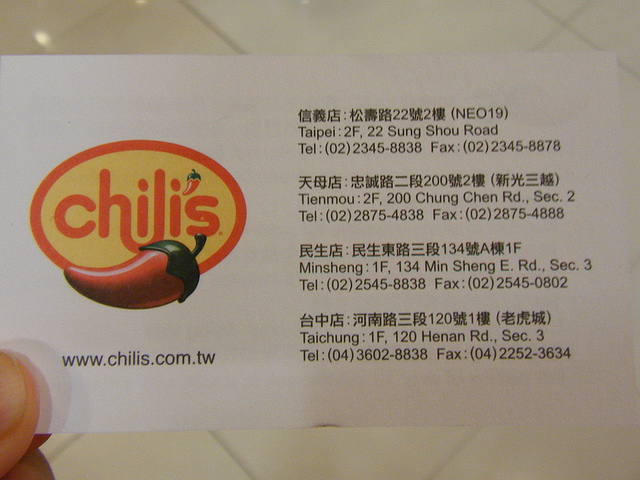 chili's
www.chilis.com.tw
信義店:松壽路22號2樓 (NEO19)
Taipei:2F, 22 Sung Shou Road
Tel:(02)2345-8838 Fax:(02)2345-8878
天母店:忠誠路二段200號2樓 (新光三越)
Tienmou:2F, 200 Chung Chen Rd., Sec. 2
Tel:(02)2875-4838 Fax:(02)2875-4888
民生店:民生東路三段134號A棟1F
Minsheng:1F, 134 Min Sheng E. Rd., Sec. 3
Tel:(02)2545-8838 Fax:(02)2545-0802
台中店:河南路三段120號1樓 (老虎城)
Taichung:1F, 120 Henan Rd., Sec. 3
Tel:(04)3602-8838 Fax:(04)2252-3634